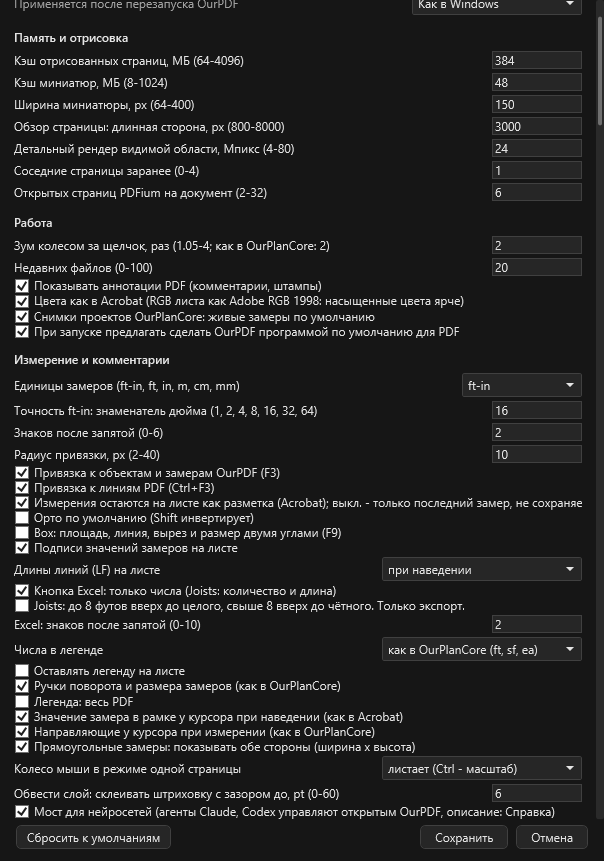 Применяется после перезапуска OurPDF
Как в Windows
Память и отрисовка
Кэш отрисованных страниц, МБ (64-4096) 384
Кэш миниатюр, МБ (8-1024) 48
Ширина миниатюры, px (64-400) 150
Обзор страницы: длинная сторона, px (800-8000) 3000
Детальный рендер видимой области, Мпикс (4-80) 24
Соседние страницы заранее (0-4) 1
Открытых страниц PDFium на документ (2-32) 6
Работа
Зум колесом за щелчок, раз (1.05-4; как в OurPlanCore: 2) 2
Недавних файлов (0-100) 20
Показывать аннотации PDF (комментарии, штампы)
Цвета как в Acrobat (RGB листа как Adobe RGB 1998: насыщенные цвета ярче)
Снимки проектов OurPlanCore: живые замеры по умолчанию
При запуске предлагать сделать OurPDF программой по умолчанию для PDF
Измерение и комментарии
Единицы замеров (ft-in, ft, in, m, cm, mm) ft-in
Точность ft-in: знаменатель дюйма (1, 2, 4, 8, 16, 32, 64) 16
Знаков после запятой (0-6) 2
Радиус привязки, px (2-40) 10
Привязка к объектам и замерам OurPDF (F3)
Привязка к линиям PDF (Ctrl+F3)
Измерения остаются на листе как разметка (Acrobat); выкл. - только последний замер, не сохраняе
Орто по умолчанию (Shift инвертирует)
Box: площадь, линия, вырез и размер двумя углами (F9)
Подписи значений замеров на листе
Длины линий (LF) на листе при наведении
Кнопка Excel: только числа (Joists: количество и длина)
Joists: до 8 футов вверх до целого, свыше 8 вверх до чётного. Только экспорт.
Excel: знаков после запятой (0-10) 2
Числа в легенде как в OurPlanCore (ft, sf, ea)
Оставлять легенду на листе
Ручки поворота и размера замеров (как в OurPlanCore)
Легенда: весь PDF
Значение замера в рамке у курсора при наведении (как в Acrobat)
Направляющие у курсора при измерении (как в OurPlanCore)
Прямоугольные замеры: показывать обе стороны (ширина x высота)
Колесо мыши в режиме одной страницы листает (Ctrl - масштаб)
Обвести слой: склеивать штриховку с зазором до, pt (0-60) 6
Мост для нейросетей (агенты Claude, Codex управляют открытым OurPDF, описание: Справка)
Сбросить к умолчаниям Сохранить Отмена